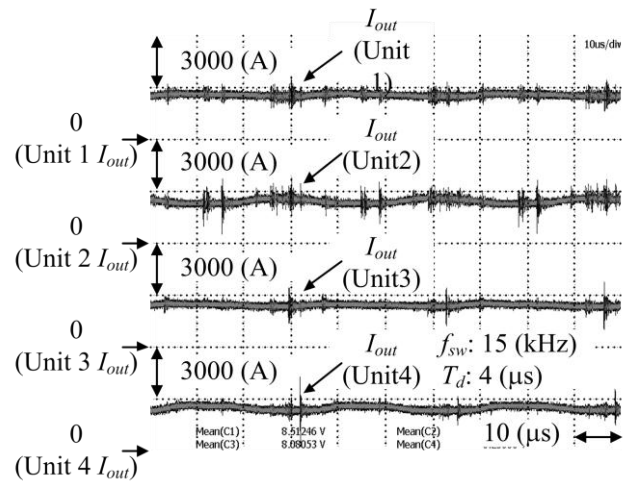 I_out
(Unit
1)
10us/div
3000 (A)
0
(Unit 1 I_out)
3000 (A)
I_out
(Unit2)
0
(Unit 2 I_out)
3000 (A)
I_out
(Unit3)
0
(Unit 3 I_out)
3000 (A)
I_out
(Unit4)
f_sw: 15 (kHz)
T_d: 4 (μs)
Mean(C1) 8.51246 V Mean(C2)
Mean(C3) 8.08053 V Mean(C4)
10 (μs)
0
(Unit 4 I_out)